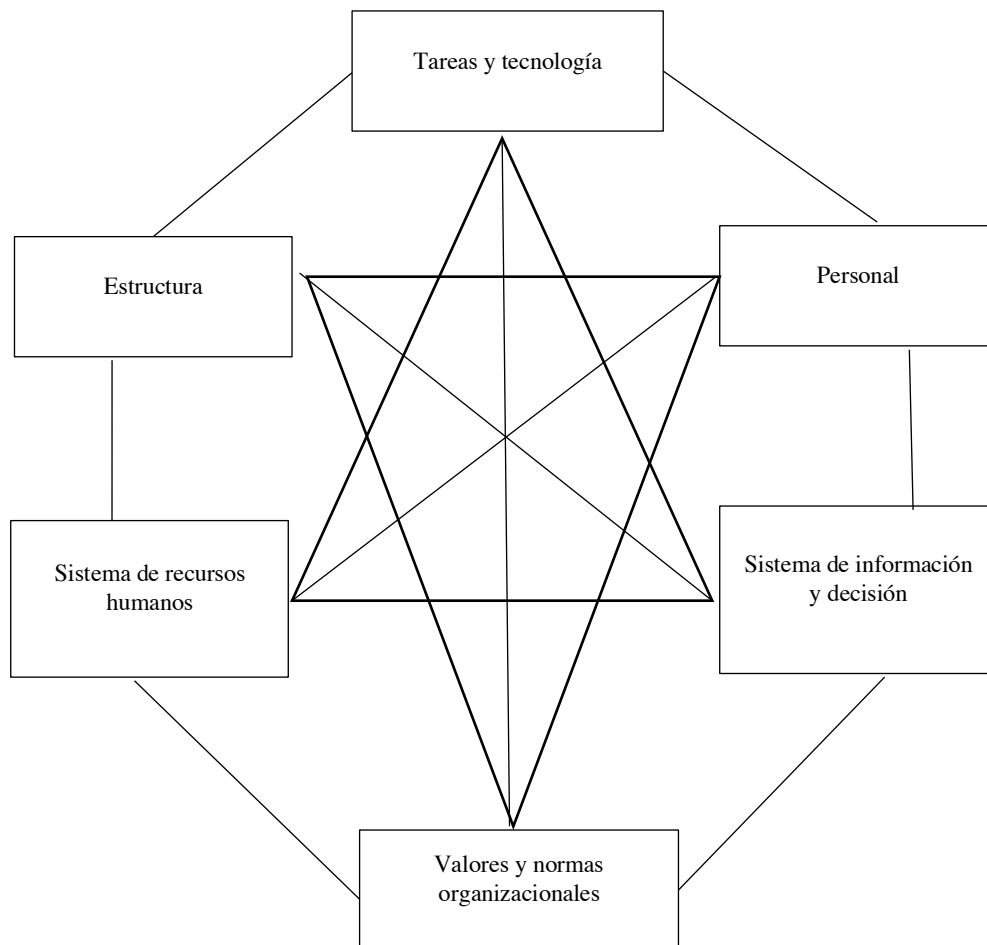 Tareas y tecnología
Estructura
Personal
Sistema de recursos
humanos
Sistema de información
y decisión
Valores y normas
organizacionales